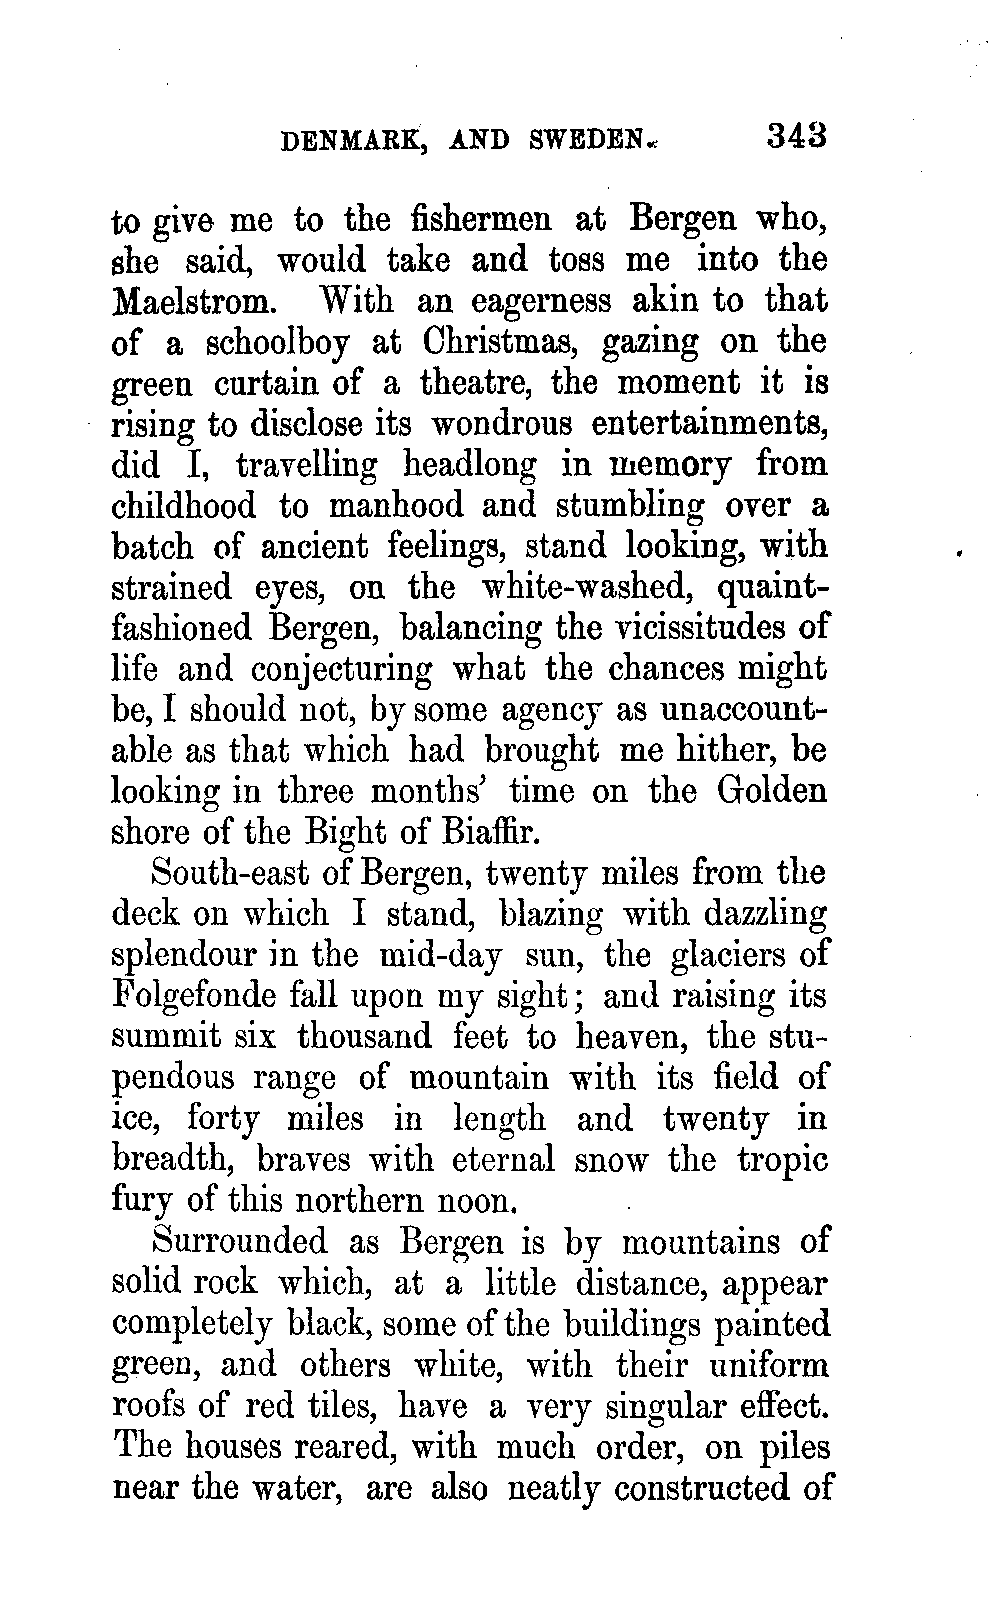 DENMARK, AND SWEDEN. 343
to give me to the fishermen at Bergen who,
she said, would take and toss me into the
Maelstrom. With an eagerness akin to that
of a schoolboy at Christmas, gazing on the
green curtain of a theatre, the moment it is
rising to disclose its wondrous entertainments,
did I, travelling headlong in memory from
childhood to manhood and stumbling over a
batch of ancient feelings, stand looking, with
strained eyes, on the white-washed, quaint-
fashioned Bergen, balancing the vicissitudes of
life and conjecturing what the chances might
be, I should not, by some agency as unaccount-
able as that which had brought me hither, be
looking in three months' time on the Golden
shore of the Bight of Biaffir.
South-east of Bergen, twenty miles from the
deck on which I stand, blazing with dazzling
splendour in the mid-day sun, the glaciers of
Folgefonde fall upon my sight; and raising its
summit six thousand feet to heaven, the stu-
pendous range of mountain with its field of
ice, forty miles in length and twenty in
breadth, braves with eternal snow the tropic
fury of this northern noon.
Surrounded as Bergen is by mountains of
solid rock which, at a little distance, appear
completely black, some of the buildings painted
green, and others white, with their uniform
roofs of red tiles, have a very singular effect.
The houses reared, with much order, on piles
near the water, are also neatly constructed of